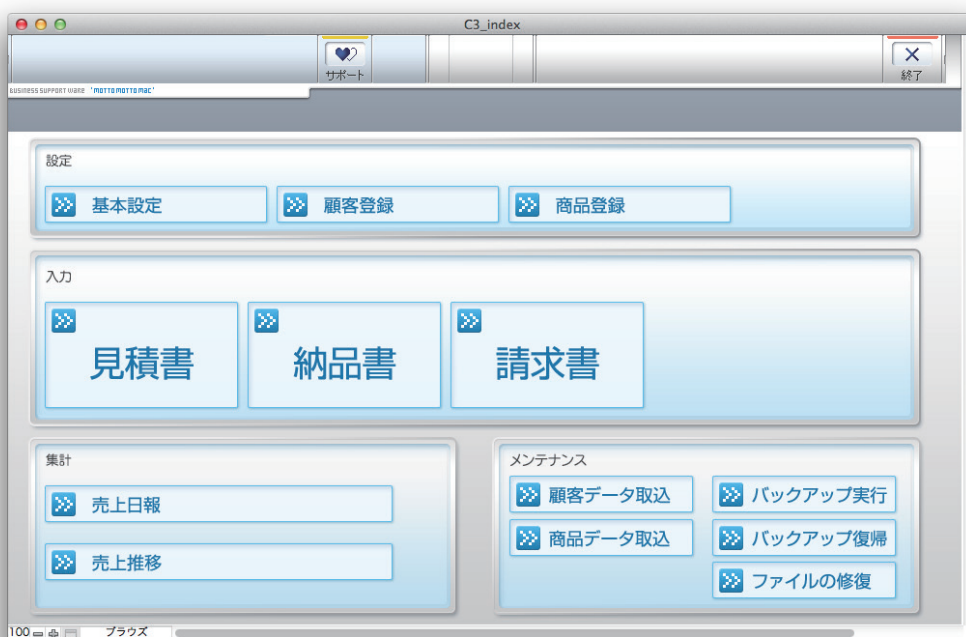 C3_index
サポート
終了
BUSINESS SUPPORT WARE 'MOTTO MOTTO MAC'
設定
基本設定 顧客登録 商品登録
入力
見積書 納品書 請求書
集計
売上日報
売上推移
メンテナンス
顧客データ取込 バックアップ実行
商品データ取込 バックアップ復帰
ファイルの修復
100 ブラウズ